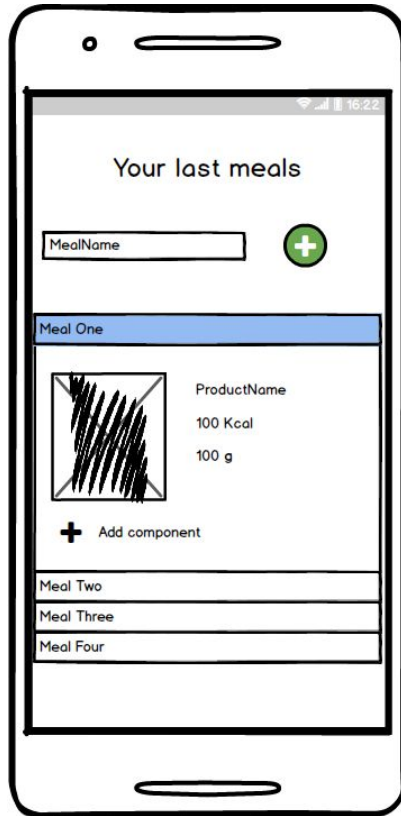 16:22
Your last meals
MealName
Meal One
ProductName
100 Kcal
100 g
Add component
Meal Two
Meal Three
Meal Four